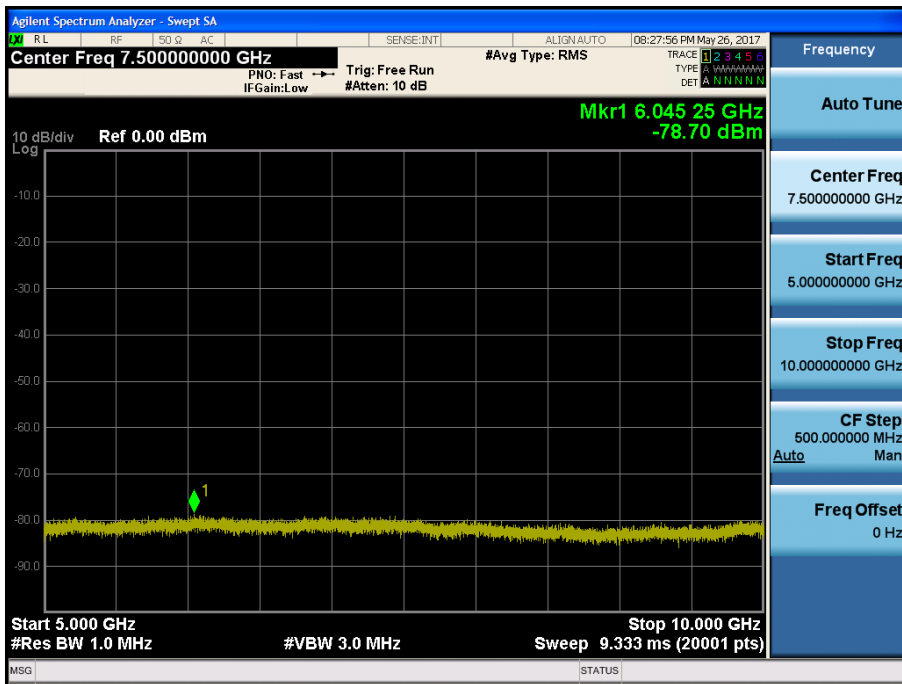 Agilent Spectrum Analyzer - Swept SA
LXI RL RF 50 Ω AC SENSE:INT ALIGN AUTO 08:27:56 PM May 26, 2017
Center Freq 7.500000000 GHz #Avg Type: RMS TRACE 1 2 3 4 5 6
PNO: Fast Trig: Free Run TYPE A WWWWW
IFGain:Low #Atten: 10 dB DET A N N N N N
Mkr1 6.045 25 GHz
-78.70 dBm
10 dB/div Ref 0.00 dBm
Log
-10.0
-20.0
-30.0
-40.0
-50.0
-60.0
-70.0
-80.0
-90.0
1
Start 5.000 GHz Stop 10.000 GHz
#Res BW 1.0 MHz #VBW 3.0 MHz Sweep 9.333 ms (20001 pts)
MSG STATUS
Frequency
Auto Tune
Center Freq
7.500000000 GHz
Start Freq
5.000000000 GHz
Stop Freq
10.000000000 GHz
CF Step
500.000000 MHz
Auto Man
Freq Offset
0 Hz